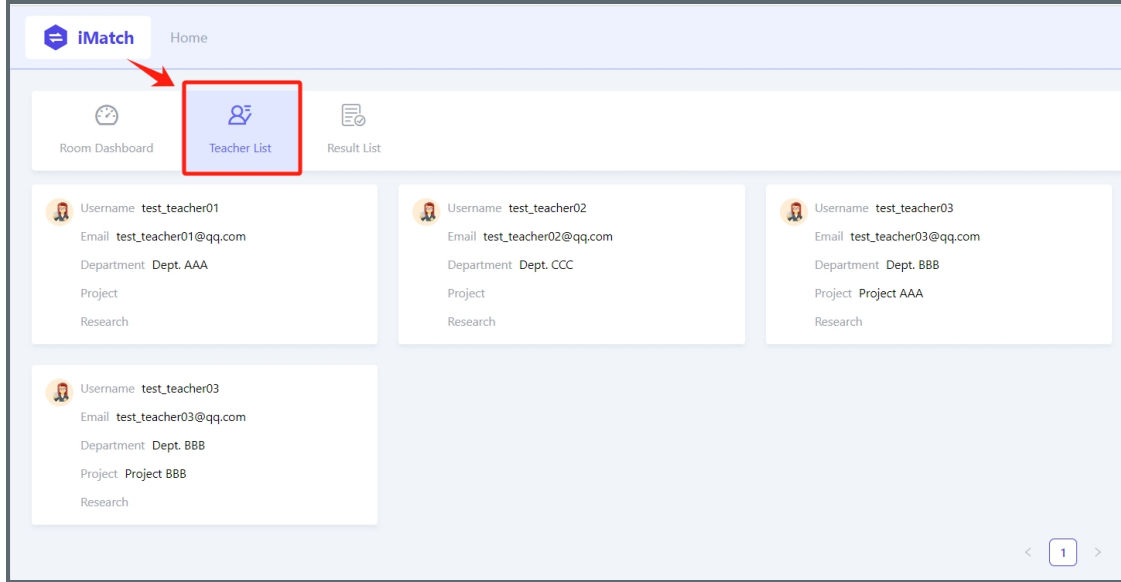 iMatch Home
Room Dashboard Teacher List Result List
Username test_teacher01
Email test_teacher01@qq.com
Department Dept. AAA
Project
Research
Username test_teacher02
Email test_teacher02@qq.com
Department Dept. CCC
Project
Research
Username test_teacher03
Email test_teacher03@qq.com
Department Dept. BBB
Project Project AAA
Research
Username test_teacher03
Email test_teacher03@qq.com
Department Dept. BBB
Project Project BBB
Research
< 1 >